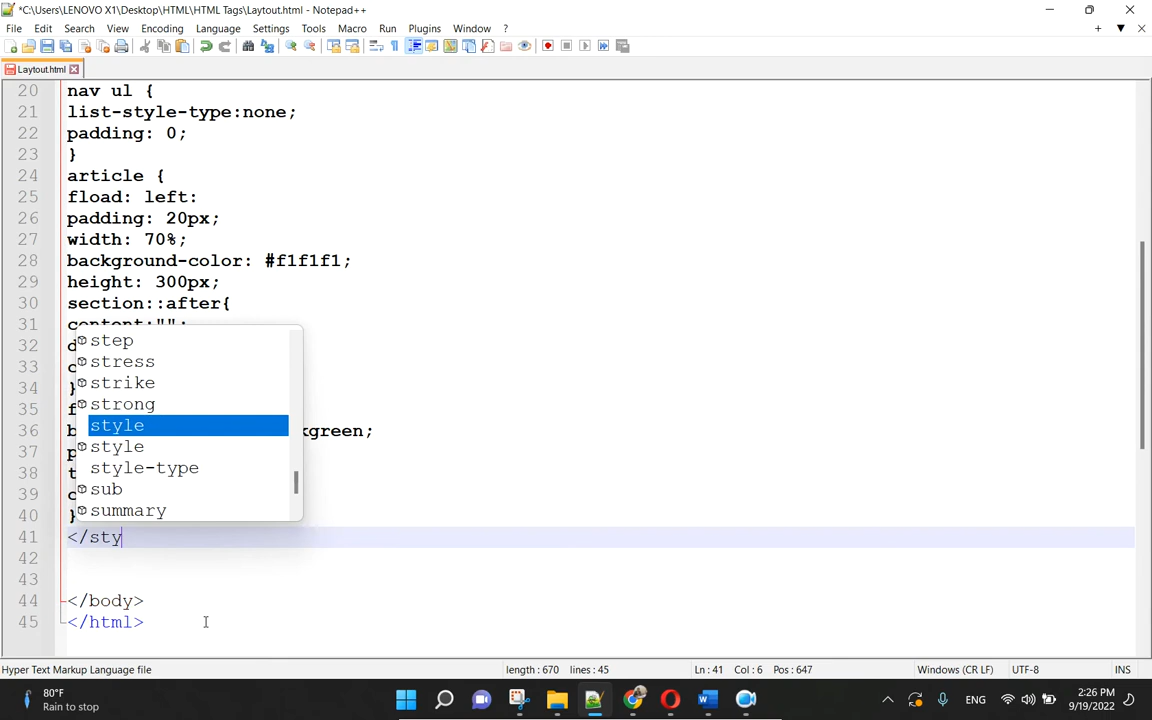 *C:\Users\LENOVO X1\Desktop\HTML\HTML Tags\Laytout.html - Notepad++
File Edit Search View Encoding Language Settings Tools Macro Run Plugins Window ?
Laytout.html
20 nav ul {
21 list-style-type:none;
22 padding: 0;
23 }
24 article {
25 fload: left:
26 padding: 20px;
27 width: 70%;
28 background-color: #f1f1f1;
29 height: 300px;
30 section::after{
31 content:"";
32 d
step
33 c
stress
34 }
strike
35 f
strong
36 b kgreen;
style
37 p
style
38 t
style-type
39 c
sub
40 }
summary
41 </sty
42
43
44 </body>
45 </html>
Hyper Text Markup Language file length : 670 lines : 45 Ln : 41 Col : 6 Pos : 647 Windows (CR LF) UTF-8 INS
80°F
Rain to stop
ENG
2:26 PM
9/19/2022